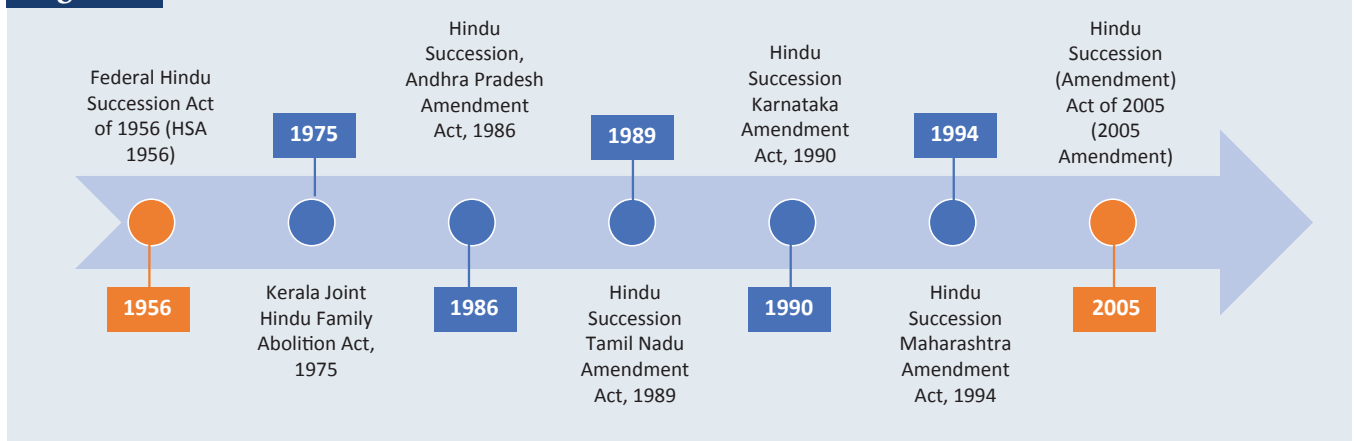 Federal Hindu
Succession Act
of 1956 (HSA
1956)
1956
1975
Kerala Joint
Hindu Family
Abolition Act,
1975
Hindu
Succession,
Andhra Pradesh
Amendment
Act, 1986
1986
1989
Hindu
Succession
Tamil Nadu
Amendment
Act, 1989
Hindu
Succession
Karnataka
Amendment
Act, 1990
1990
1994
Hindu
Succession
Maharashtra
Amendment
Act, 1994
Hindu
Succession
(Amendment)
Act of 2005
(2005
Amendment)
2005